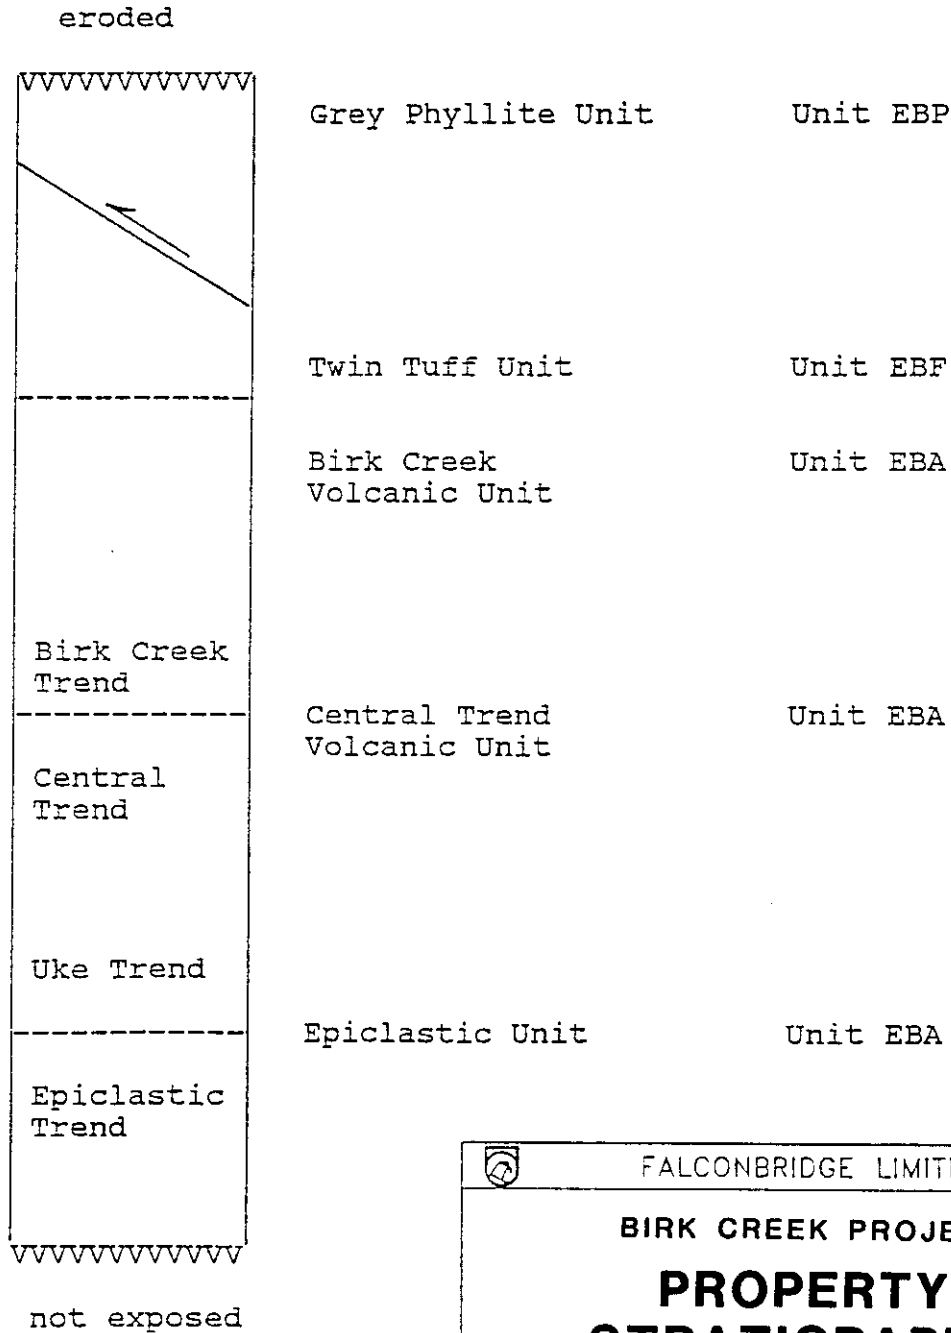 eroded
Grey Phyllite Unit Unit EBP
Twin Tuff Unit Unit EBF
Birk Creek Unit EBA
Volcanic Unit
Birk Creek
Trend
Central Trend Unit EBA
Volcanic Unit
Central
Trend
Uke Trend
Epiclastic Unit Unit EBA
Epiclastic
Trend
FALCONBRIDGE
BIRK CREEK
PROPERTY
not exposed